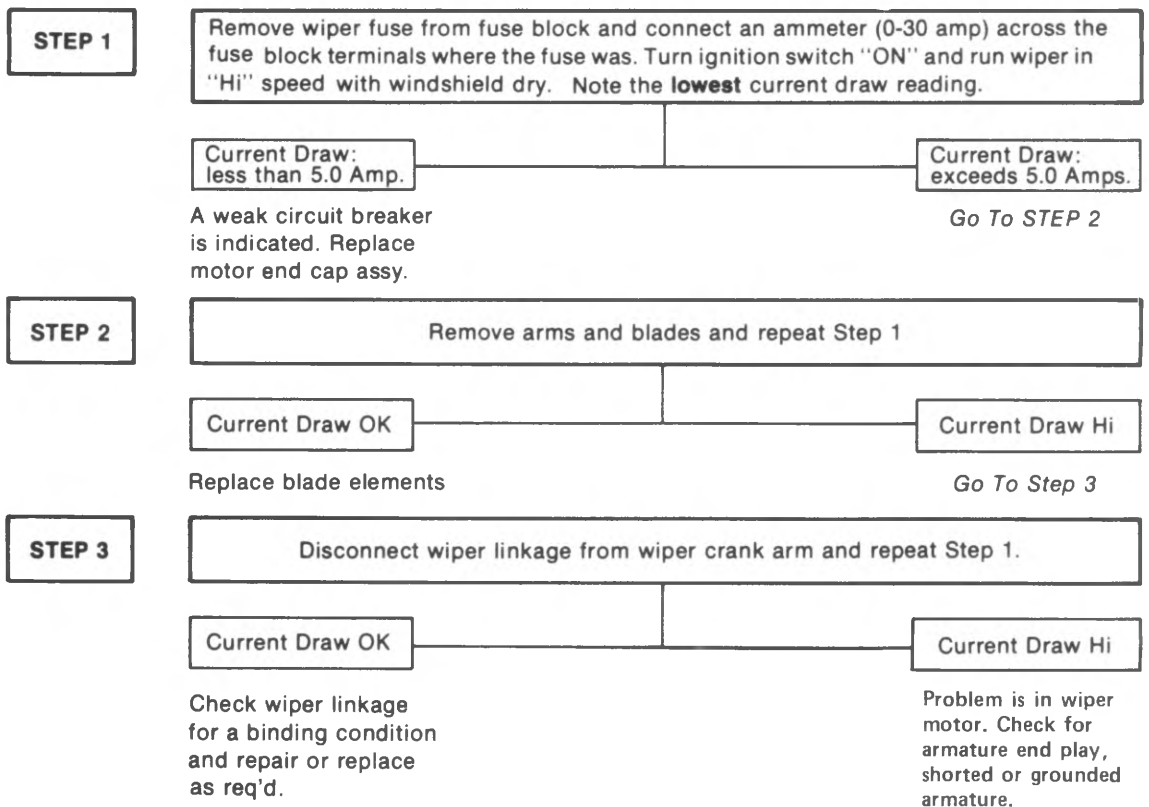 STEP 1
Remove wiper fuse from fuse block and connect an ammeter (0-30 amp) across the
fuse block terminals where the fuse was. Turn ignition switch "ON" and run wiper in
"Hi" speed with windshield dry. Note the lowest current draw reading.
Current Draw:
less than 5.0 Amp.
Current Draw:
exceeds 5.0 Amps.
A weak circuit breaker
is indicated. Replace
motor end cap assy.
Go To STEP 2
STEP 2
Remove arms and blades and repeat Step 1
Current Draw OK
Current Draw Hi
Replace blade elements
Go To Step 3
STEP 3
Disconnect wiper linkage from wiper crank arm and repeat Step 1.
Current Draw OK
Current Draw Hi
Check wiper linkage
for a binding condition
and repair or replace
as req'd.
Problem is in wiper
motor. Check for
armature end play,
shorted or grounded
armature.